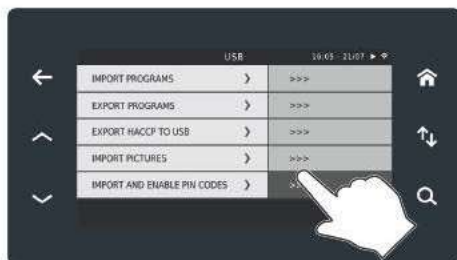 USB 16:05 - 21/07
IMPORT PROGRAMS > >>>
EXPORT PROGRAMS > >>>
EXPORT HACCP TO USB > >>>
IMPORT PICTURES > >>>
IMPORT AND ENABLE PIN CODES > >>